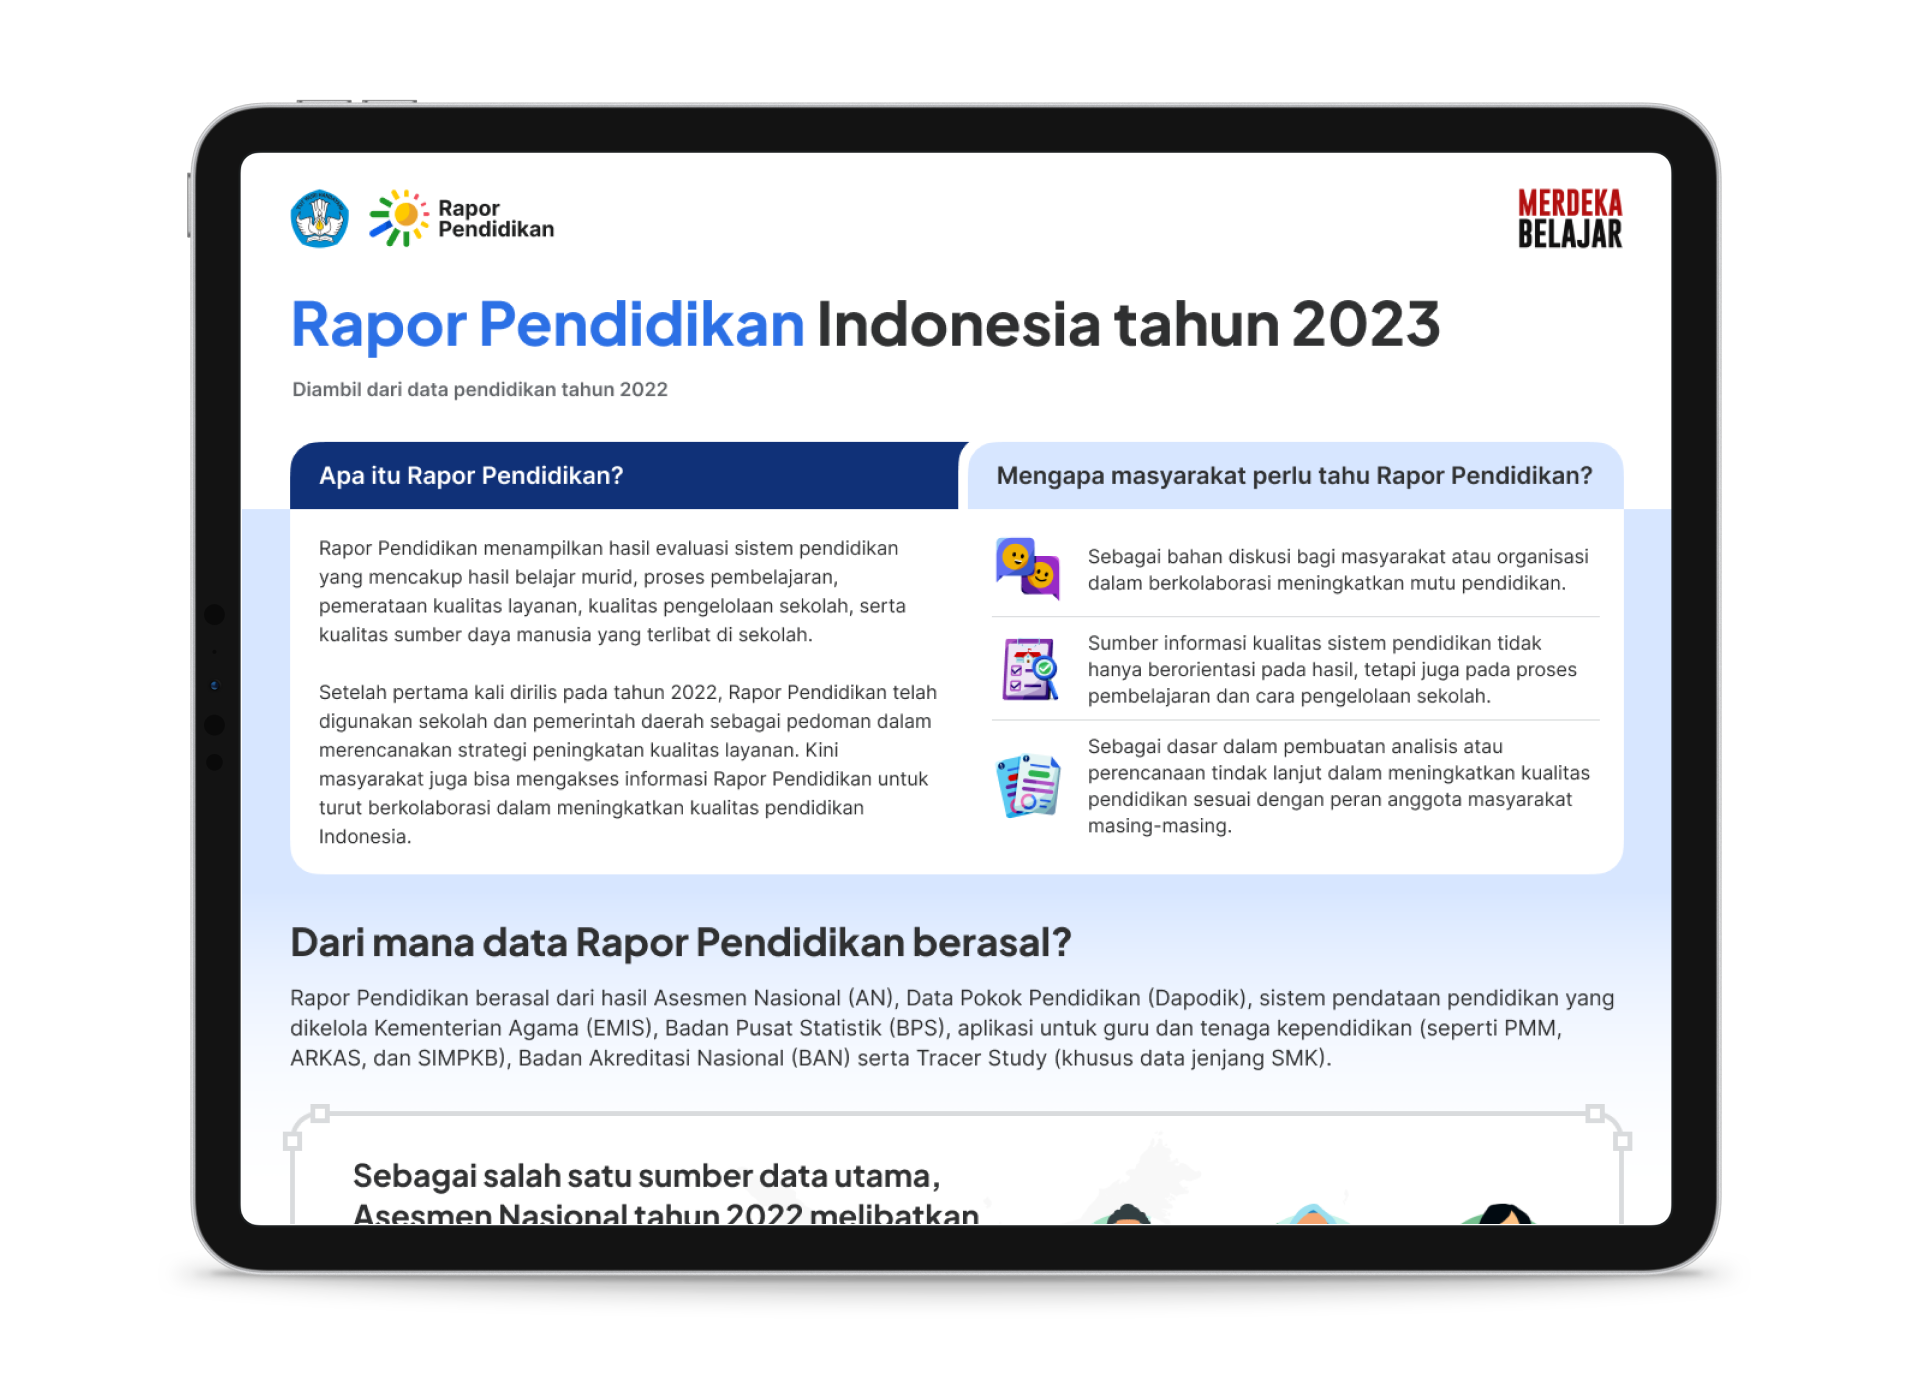 Rapor
Pendidikan
MERDEKA
BELAJAR
Rapor Pendidikan Indonesia tahun 2023
Diambil dari data pendidikan tahun 2022
Apa itu Rapor Pendidikan?
Rapor Pendidikan menampilkan hasil evaluasi sistem pendidikan
yang mencakup hasil belajar murid, proses pembelajaran,
pemerataan kualitas layanan, kualitas pengelolaan sekolah, serta
kualitas sumber daya manusia yang terlibat di sekolah.
Setelah pertama kali dirilis pada tahun 2022, Rapor Pendidikan telah
digunakan sekolah dan pemerintah daerah sebagai pedoman dalam
merencanakan strategi peningkatan kualitas layanan. Kini
masyarakat juga bisa mengakses informasi Rapor Pendidikan untuk
turut berkolaborasi dalam meningkatkan kualitas pendidikan
Indonesia.
Mengapa masyarakat perlu tahu Rapor Pendidikan?
Sebagai bahan diskusi bagi masyarakat atau organisasi
dalam berkolaborasi meningkatkan mutu pendidikan.
Sumber informasi kualitas sistem pendidikan tidak
hanya berorientasi pada hasil, tetapi juga pada proses
pembelajaran dan cara pengelolaan sekolah.
Sebagai dasar dalam pembuatan analisis atau
perencanaan tindak lanjut dalam meningkatkan kualitas
pendidikan sesuai dengan peran anggota masyarakat
masing-masing.
Dari mana data Rapor Pendidikan berasal?
Rapor Pendidikan berasal dari hasil Asesmen Nasional (AN), Data Pokok Pendidikan (Dapodik), sistem pendataan pendidikan yang
dikelola Kementerian Agama (EMIS), Badan Pusat Statistik (BPS), aplikasi untuk guru dan tenaga kependidikan (seperti PMM,
ARKAS, dan SIMPKB), Badan Akreditasi Nasional (BAN) serta Tracer Study (khusus data jenjang SMK).
Sebagai salah satu sumber data utama,
Asesmen Nasional tahun 2022 melibatkan